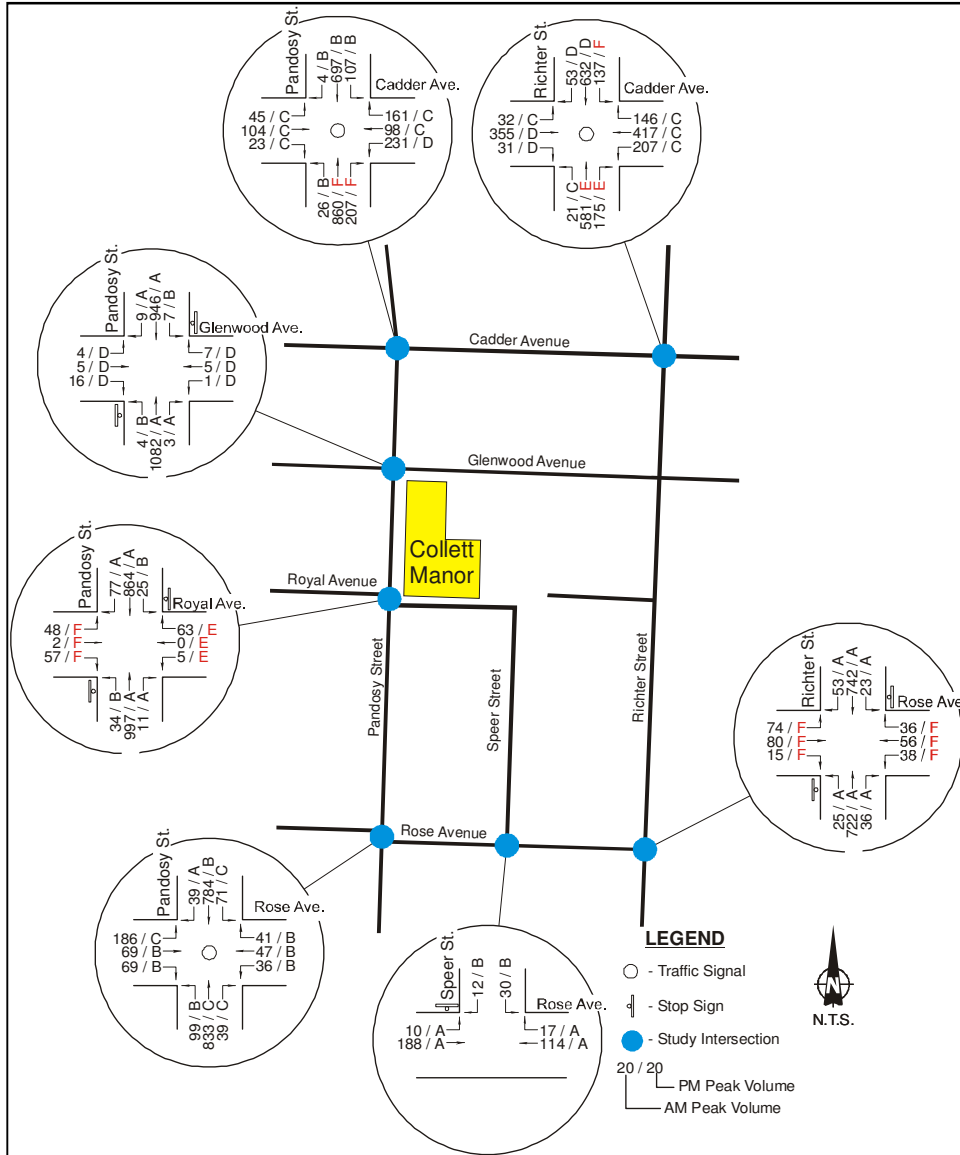 Pandosy St.
4 / B
697 / B
107 / B
Cadder Ave.
45 / C
104 / C
23 / C
161 / C
98 / C
231 / D
26 / B
860 / F
207 / F
Richter St.
53 / D
632 / D
137 / F
Cadder Ave.
32 / C
355 / D
31 / D
146 / C
417 / C
207 / C
21 / C
581 / E
175 / E
Pandosy St.
9 / A
946 / A
7 / B
Glenwood Ave.
4 / D
5 / D
16 / D
7 / D
5 / D
1 / D
4 / B
1082 / A
3 / A
Cadder Avenue
Glenwood Avenue
Collett
Manor
Royal Avenue
Pandosy Street
Speer Street
Richter Street
Rose Avenue
Pandosy St.
77 / A
864 / A
25 / B
Royal Ave.
48 / F
2 / F
57 / F
63 / E
0 / E
5 / E
34 / B
997 / A
11 / A
Richter St.
53 / A
742 / A
23 / A
Rose Ave
74 / F
80 / F
15 / F
36 / F
56 / F
38 / F
25 / A
722 / A
36 / A
Pandosy St.
39 / A
784 / B
71 / C
Rose Ave.
186 / C
69 / B
69 / B
41 / B
47 / B
36 / B
99 / B
833 / C
39 / C
Speer St.
12 / B
30 / B
Rose Ave.
10 / A
188 / A
17 / A
114 / A
LEGEND
- Traffic Signal
- Stop Sign
- Study Intersection
20 / 20
PM Peak Volume
AM Peak Volume
N
N.T.S.